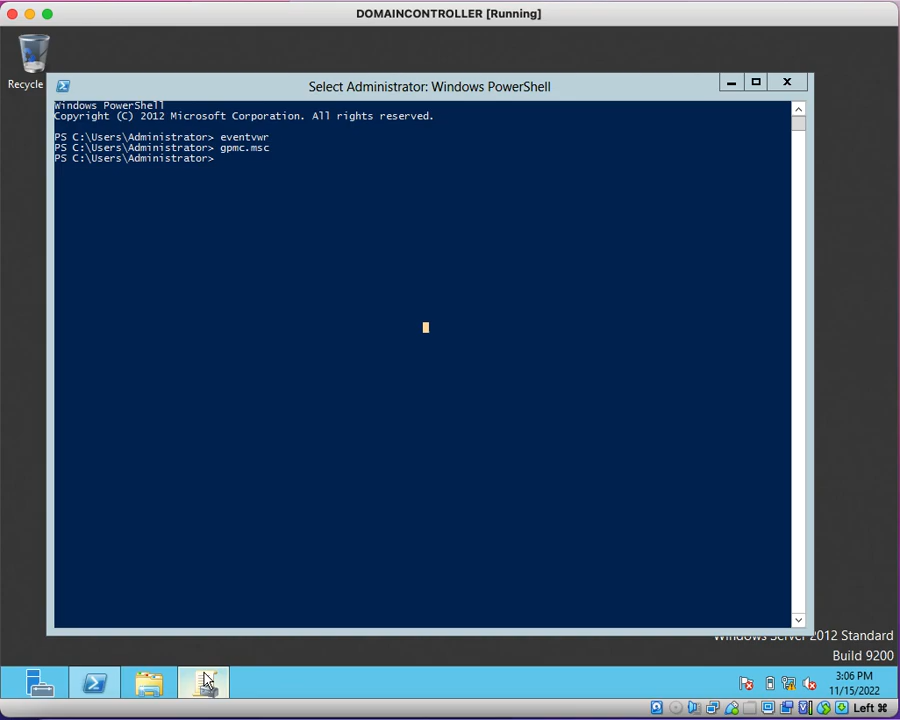 DOMAINCONTROLLER [Running]
Recycle
Select Administrator: Windows PowerShell
Windows PowerShell
Copyright (C) 2012 Microsoft Corporation. All rights reserved.
PS C:\Users\Administrator> eventvwr
PS C:\Users\Administrator> gpmc.msc
PS C:\Users\Administrator>
Windows Server 2012 Standard
Build 9200
3:06 PM
11/15/2022
Left ⌘